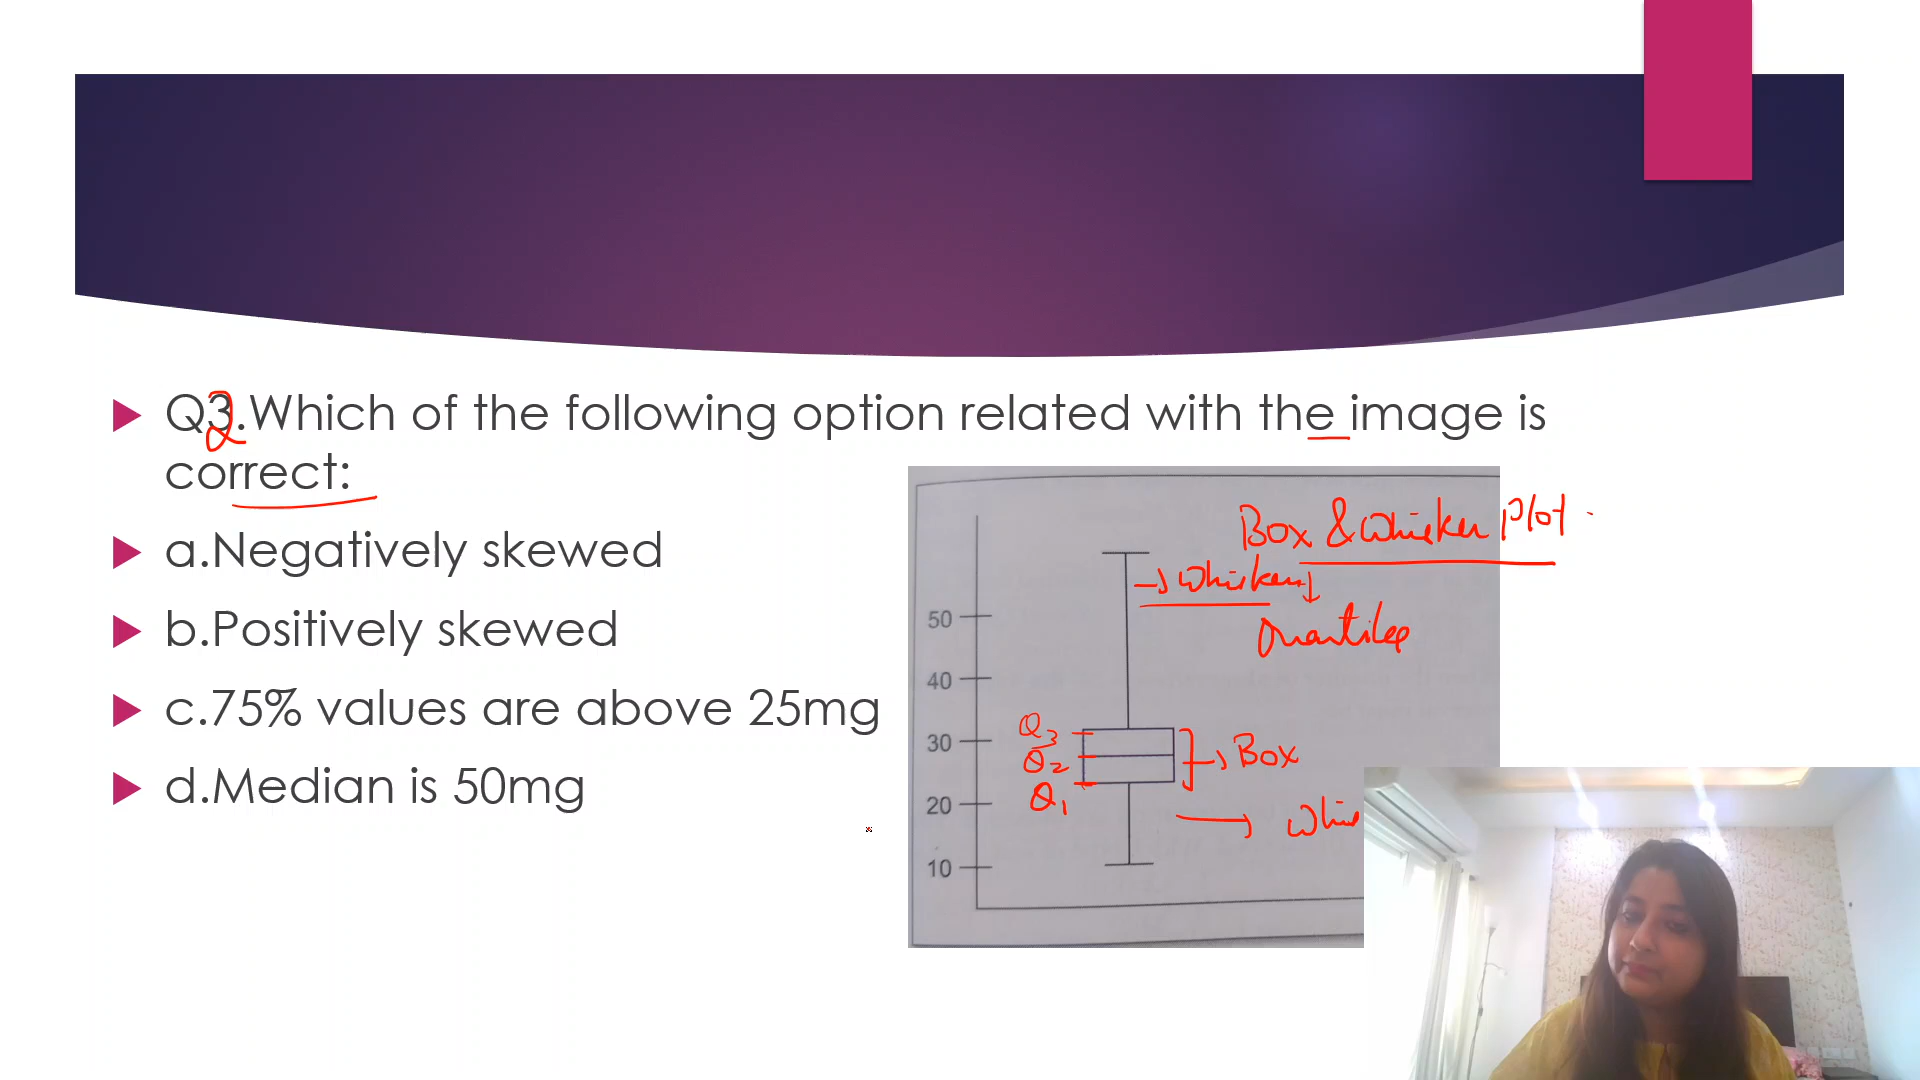 Q3.Which of the following option related with the image is
2
correct:
a.Negatively skewed
b.Positively skewed
c.75% values are above 25mg
d.Median is 50mg
Box & Whisker Plot
→ Whisker
Quartiles
50
40
30
20
10
Q3
Q2
Q1
→ Box
→ Whis